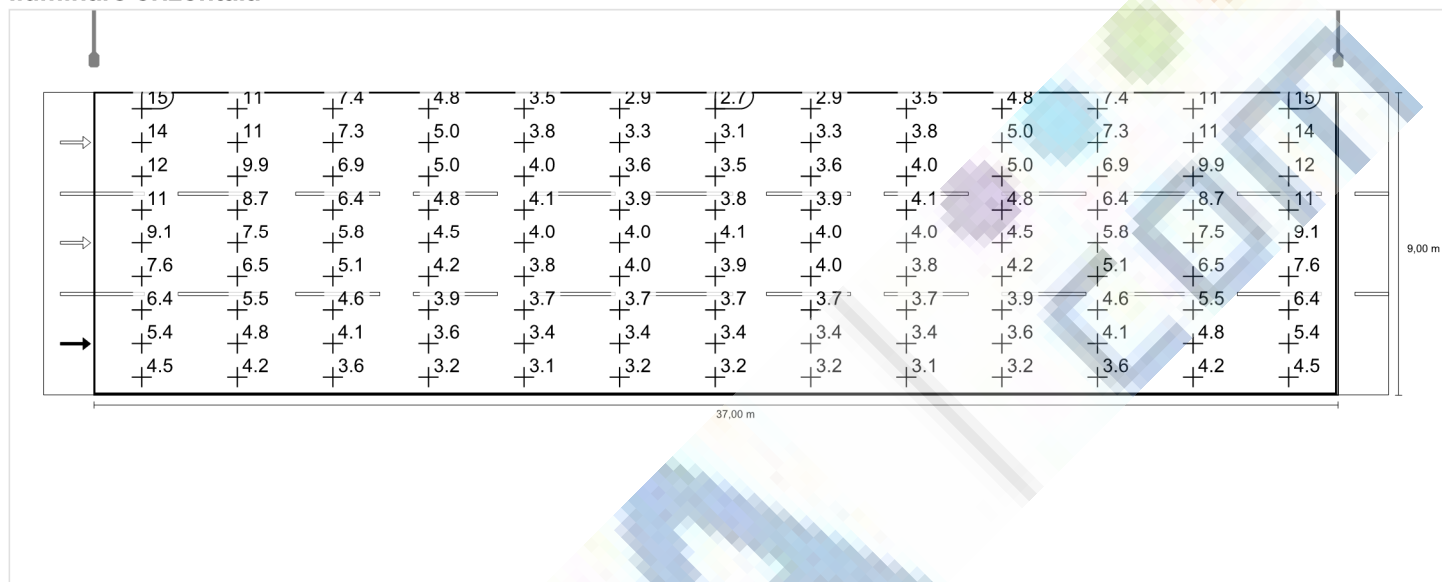 15 11 7.4 4.8 3.5 2.9 2.7 2.9 3.5 4.8 7.4 11 15
14 11 7.3 5.0 3.8 3.3 3.1 3.3 3.8 5.0 7.3 11 14
12 9.9 6.9 5.0 4.0 3.6 3.5 3.6 4.0 5.0 6.9 9.9 12
11 8.7 6.4 4.8 4.1 3.9 3.8 3.9 4.1 4.8 6.4 8.7 11
9.1 7.5 5.8 4.5 4.0 4.0 4.1 4.0 4.0 4.5 5.8 7.5 9.1
9,00 m
7.6 6.5 5.1 4.2 3.8 4.0 3.9 4.0 3.8 4.2 5.1 6.5 7.6
6.4 5.5 4.6 3.9 3.7 3.7 3.7 3.7 3.7 3.9 4.6 5.5 6.4
5.4 4.8 4.1 3.6 3.4 3.4 3.4 3.4 3.4 3.6 4.1 4.8 5.4
4.5 4.2 3.6 3.2 3.1 3.2 3.2 3.2 3.1 3.2 3.6 4.2 4.5
37,00 m
com